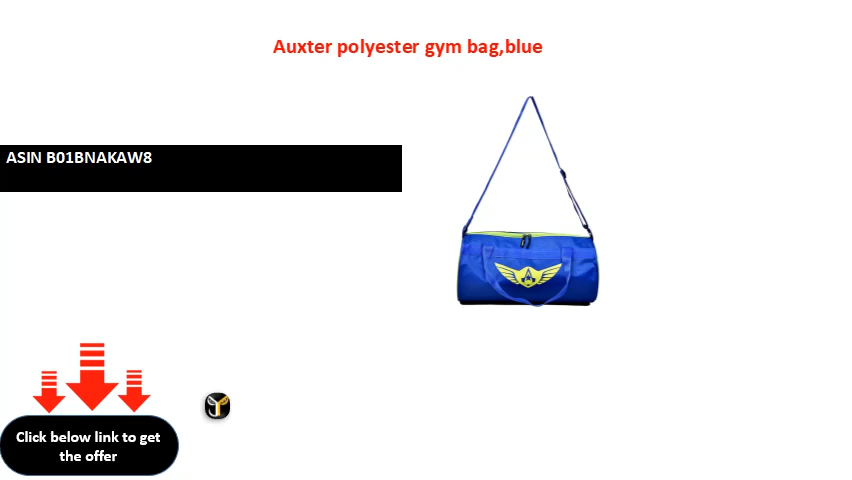 Auxter polyester gym bag,blue
ASIN B01BNAKAW8
Click below link to get
the offer